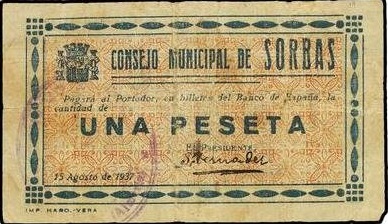 CONSEJO MUNICIPAL DE SORBAS
Pagará al Portador, en billetes del Banco de España, la
cantidad de
UNA PESETA
EL PRESIDENTE
15 Agosto de 1937
IMP. HARO.-VERA